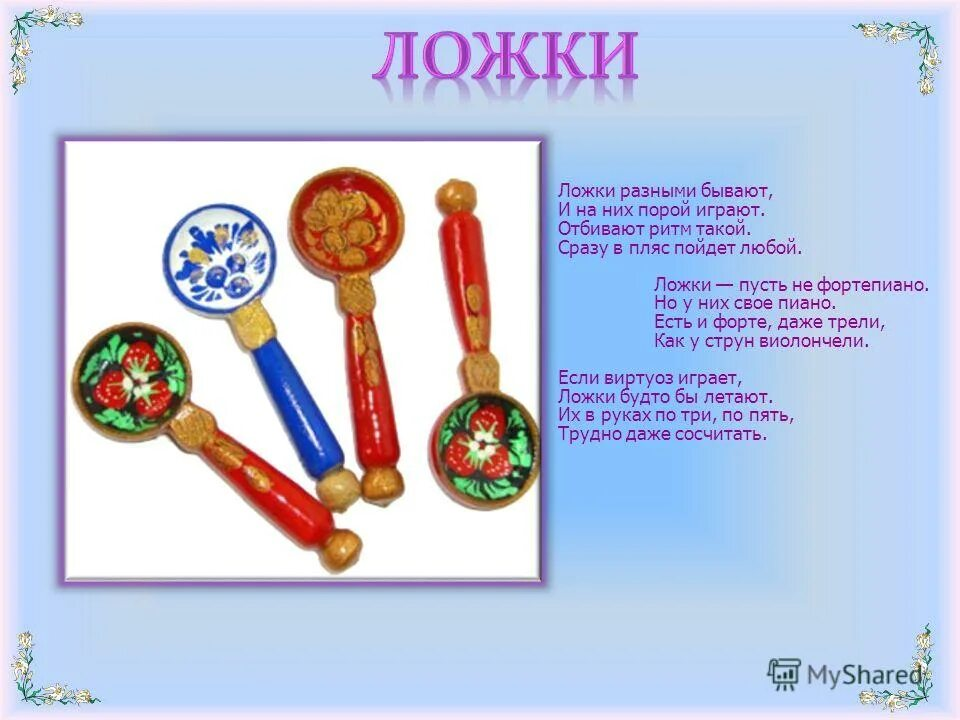 ЛОЖКИ
Ложки разными бывают,
И на них порой играют.
Отбивают ритм такой.
Сразу в пляс пойдет любой.
Ложки — пусть не фортепиано.
Но у них свое пиано.
Есть и форте, даже трели,
Как у струн виолончели.
Если виртуоз играет,
Ложки будто бы летают.
Их в руках по три, по пять,
Трудно даже сосчитать.
MyShared